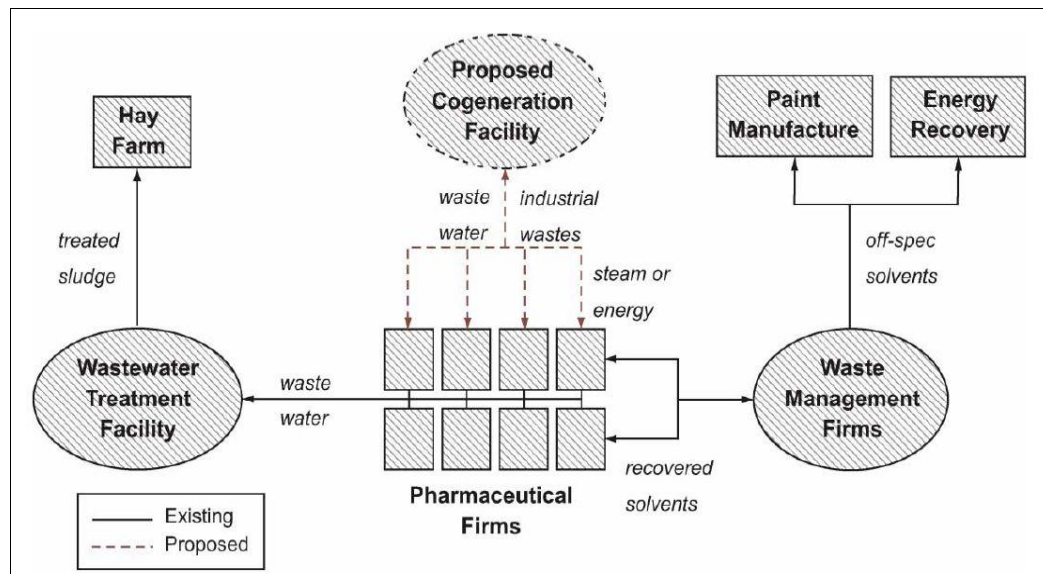 Proposed
Cogeneration
Facility
Hay
Farm
Paint
Manufacture
Energy
Recovery
waste
water
industrial
wastes
treated
sludge
steam or
energy
off-spec
solvents
Wastewater
Treatment
Facility
waste
water
Waste
Management
Firms
recovered
solvents
Pharmaceutical
Firms
Existing
Proposed